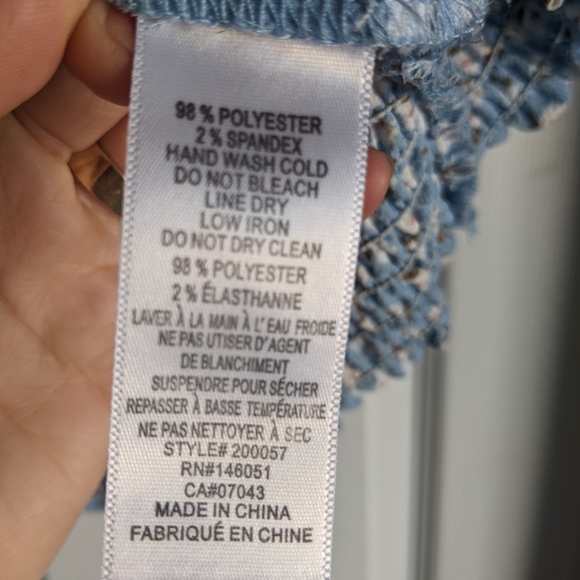 98 % POLYESTER
2 % SPANDEX
HAND WASH COLD
DO NOT BLEACH
LINE DRY
LOW IRON
DO NOT DRY CLEAN
98 % POLYESTER
2 % ÉLASTHANNE
LAVER À LA MAIN À L'EAU FROIDE
NE PAS UTISER D'AGENT
DE BLANCHIMENT
SUSPENDRE POUR SÉCHER
REPASSER À BASSE TEMPÉRATURE
NE PAS NETTOYER À SEC
STYLE# 200057
RN#146051
CA#07043
MADE IN CHINA
FABRIQUÉ EN CHINE